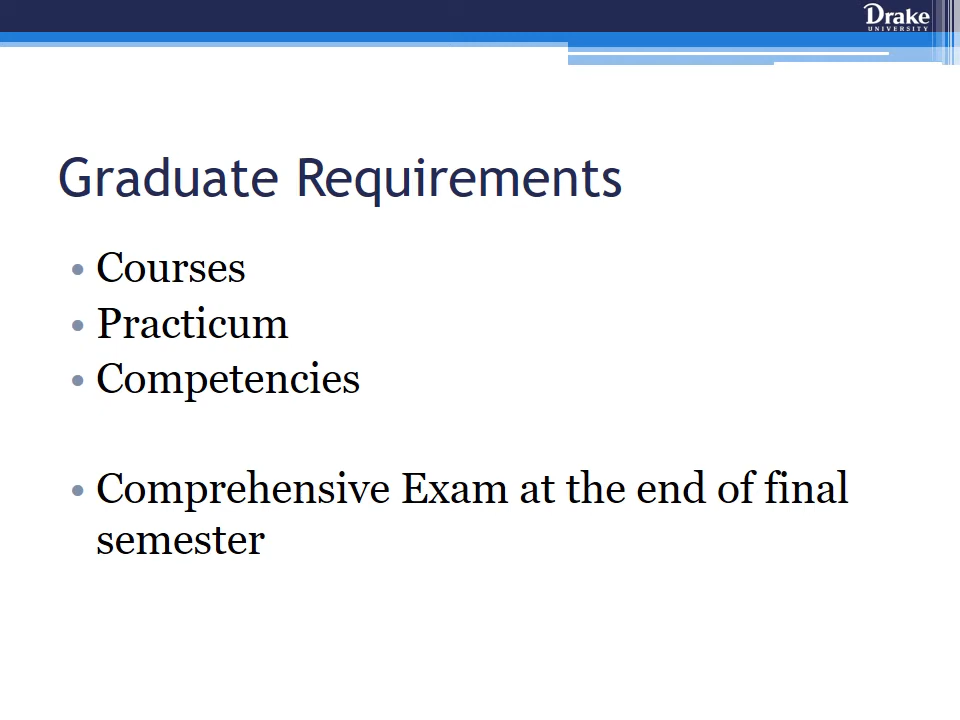 Drake
UNIVERSITY
Graduate Requirements
• Courses
• Practicum
• Competencies
• Comprehensive Exam at the end of final
semester